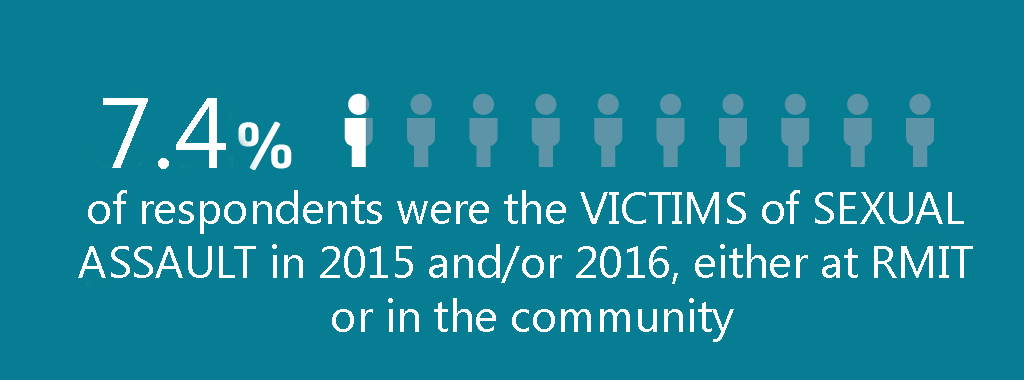 7.4%
of respondents were the VICTIMS of SEXUAL
ASSAULT in 2015 and/or 2016, either at RMIT
or in the community